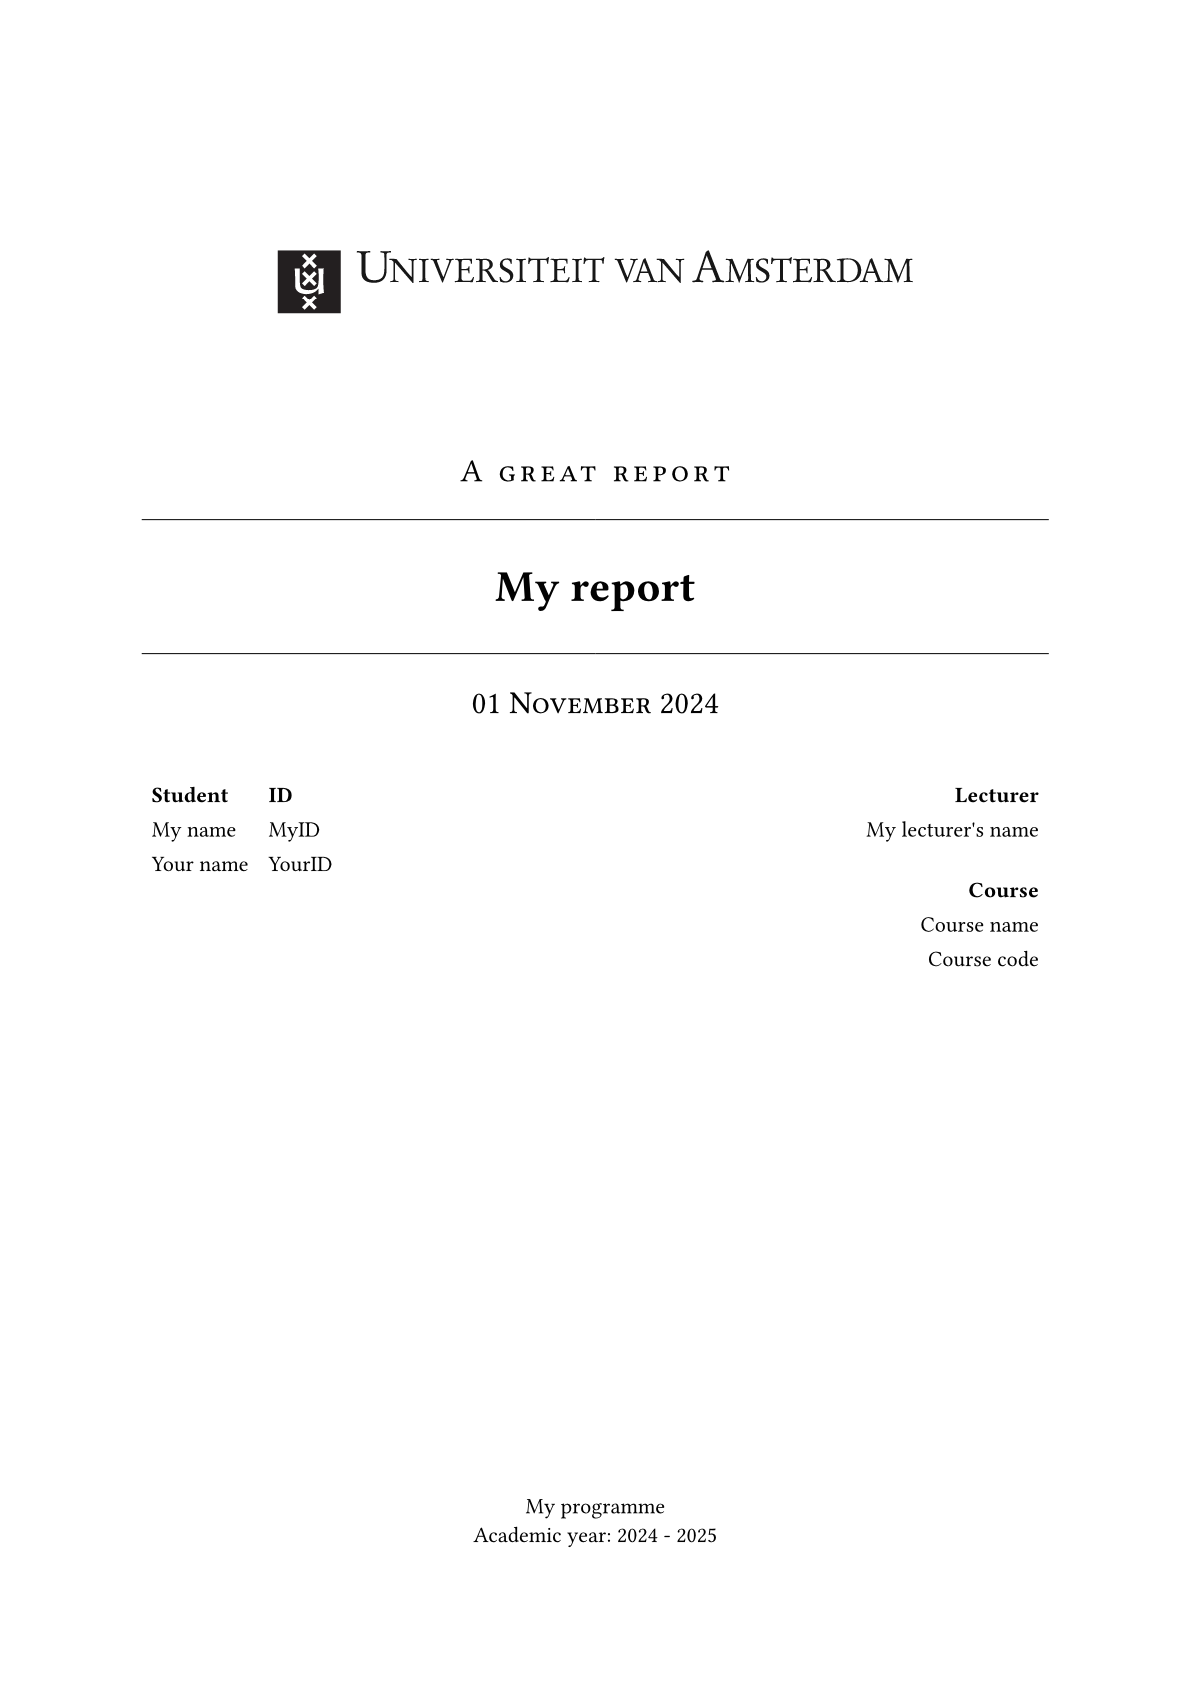 Universiteit van Amsterdam
A great report
My report
01 November 2024
Student ID
My name MyID
Your name YourID
Lecturer
My lecturer's name
Course
Course name
Course code
My programme
Academic year: 2024 - 2025